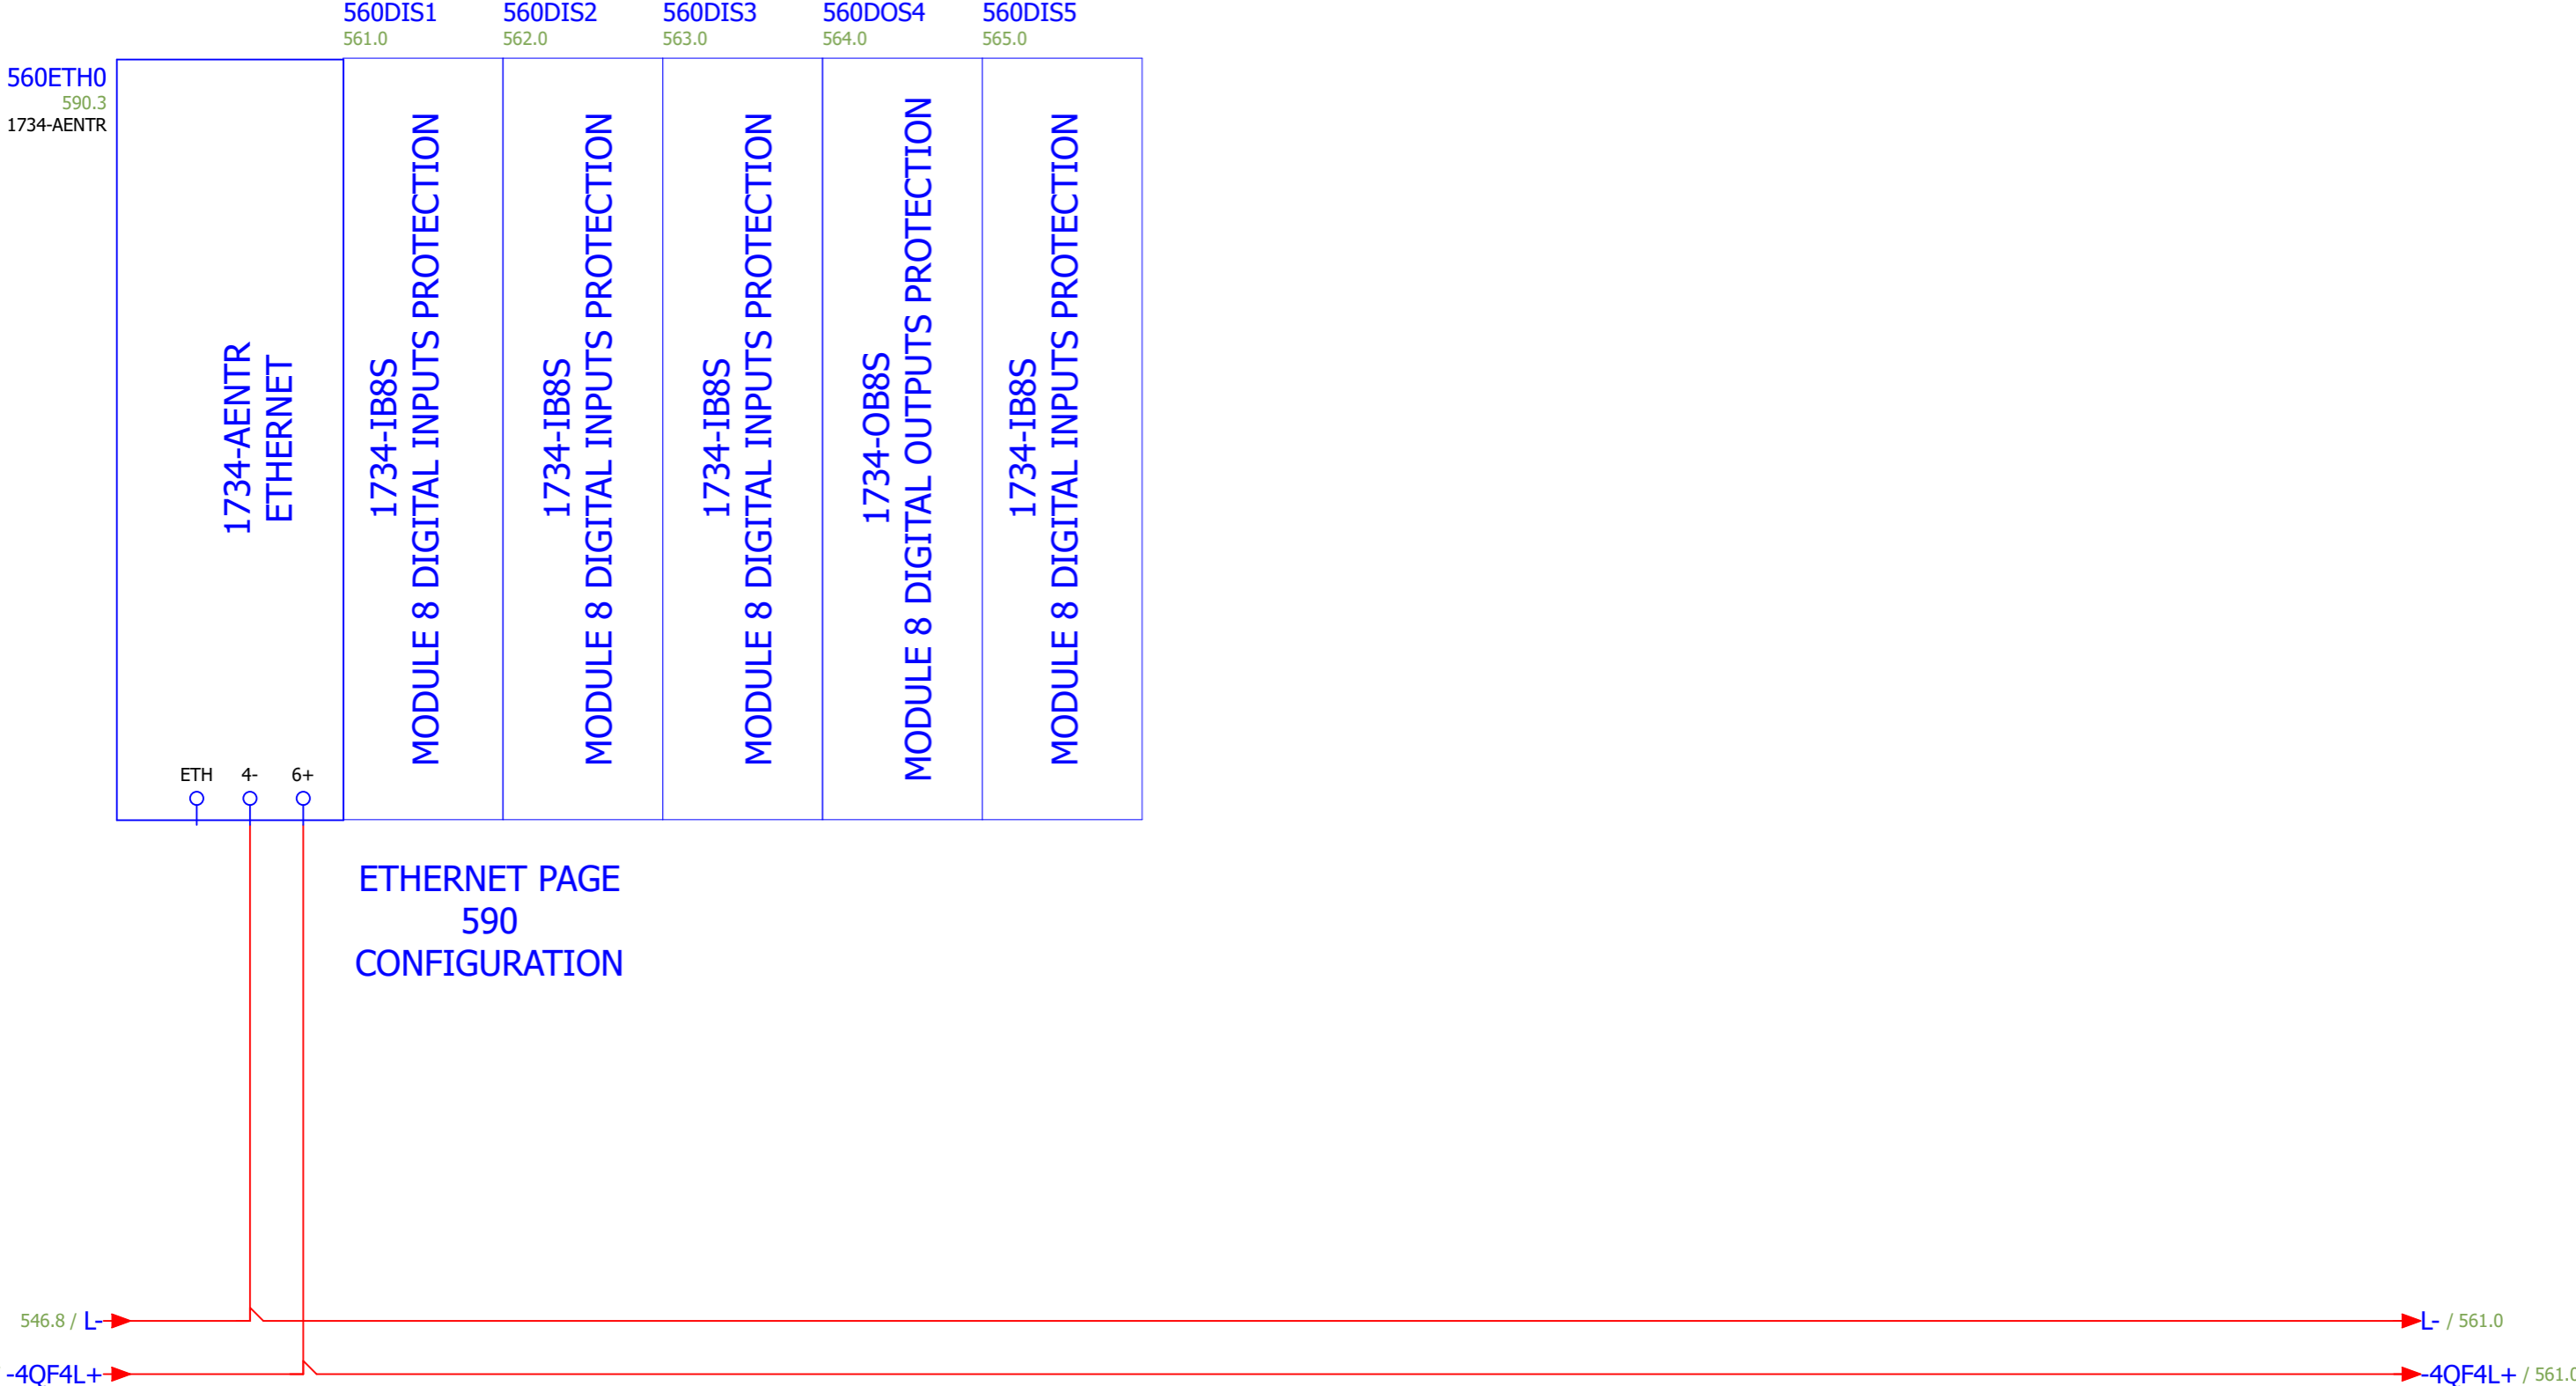 560DIS1
561.0
560DIS2
562.0
560DIS3
563.0
560DOS4
564.0
560DIS5
565.0
560ETH0
590.3
1734-AENTR
1734-AENTR
ETHERNET
1734-IB8S
MODULE 8 DIGITAL INPUTS PROTECTION
1734-IB8S
MODULE 8 DIGITAL INPUTS PROTECTION
1734-IB8S
MODULE 8 DIGITAL INPUTS PROTECTION
1734-OB8S
MODULE 8 DIGITAL OUTPUTS PROTECTION
1734-IB8S
MODULE 8 DIGITAL INPUTS PROTECTION
ETH
4-
6+
ETHERNET PAGE
590
CONFIGURATION
546.8 / L-
L- / 561.0
-4QF4L+
-4QF4L+ / 561.0